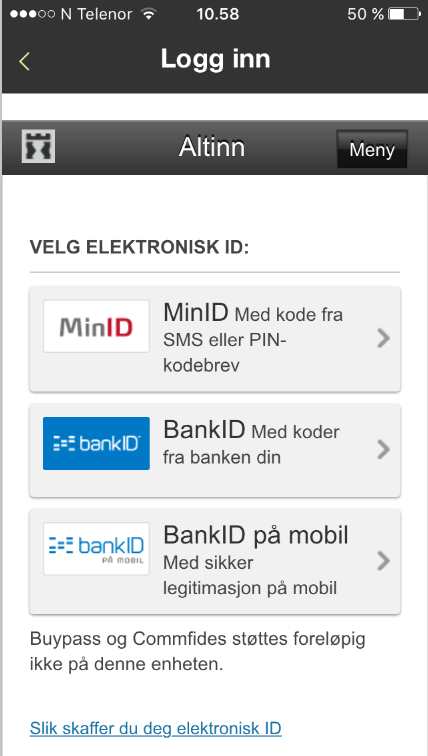 N Telenor 10.58 50 %
Logg inn
Altinn Meny
VELG ELEKTRONISK ID:
MinID MinID Med kode fra
SMS eller PIN-
kodebrev
bankID BankID Med koder
fra banken din
bankID BankID på mobil
PÅ MOBIL Med sikker
legitimasjon på mobil
Buypass og Commfides støttes foreløpig
ikke på denne enheten.
Slik skaffer du deg elektronisk ID